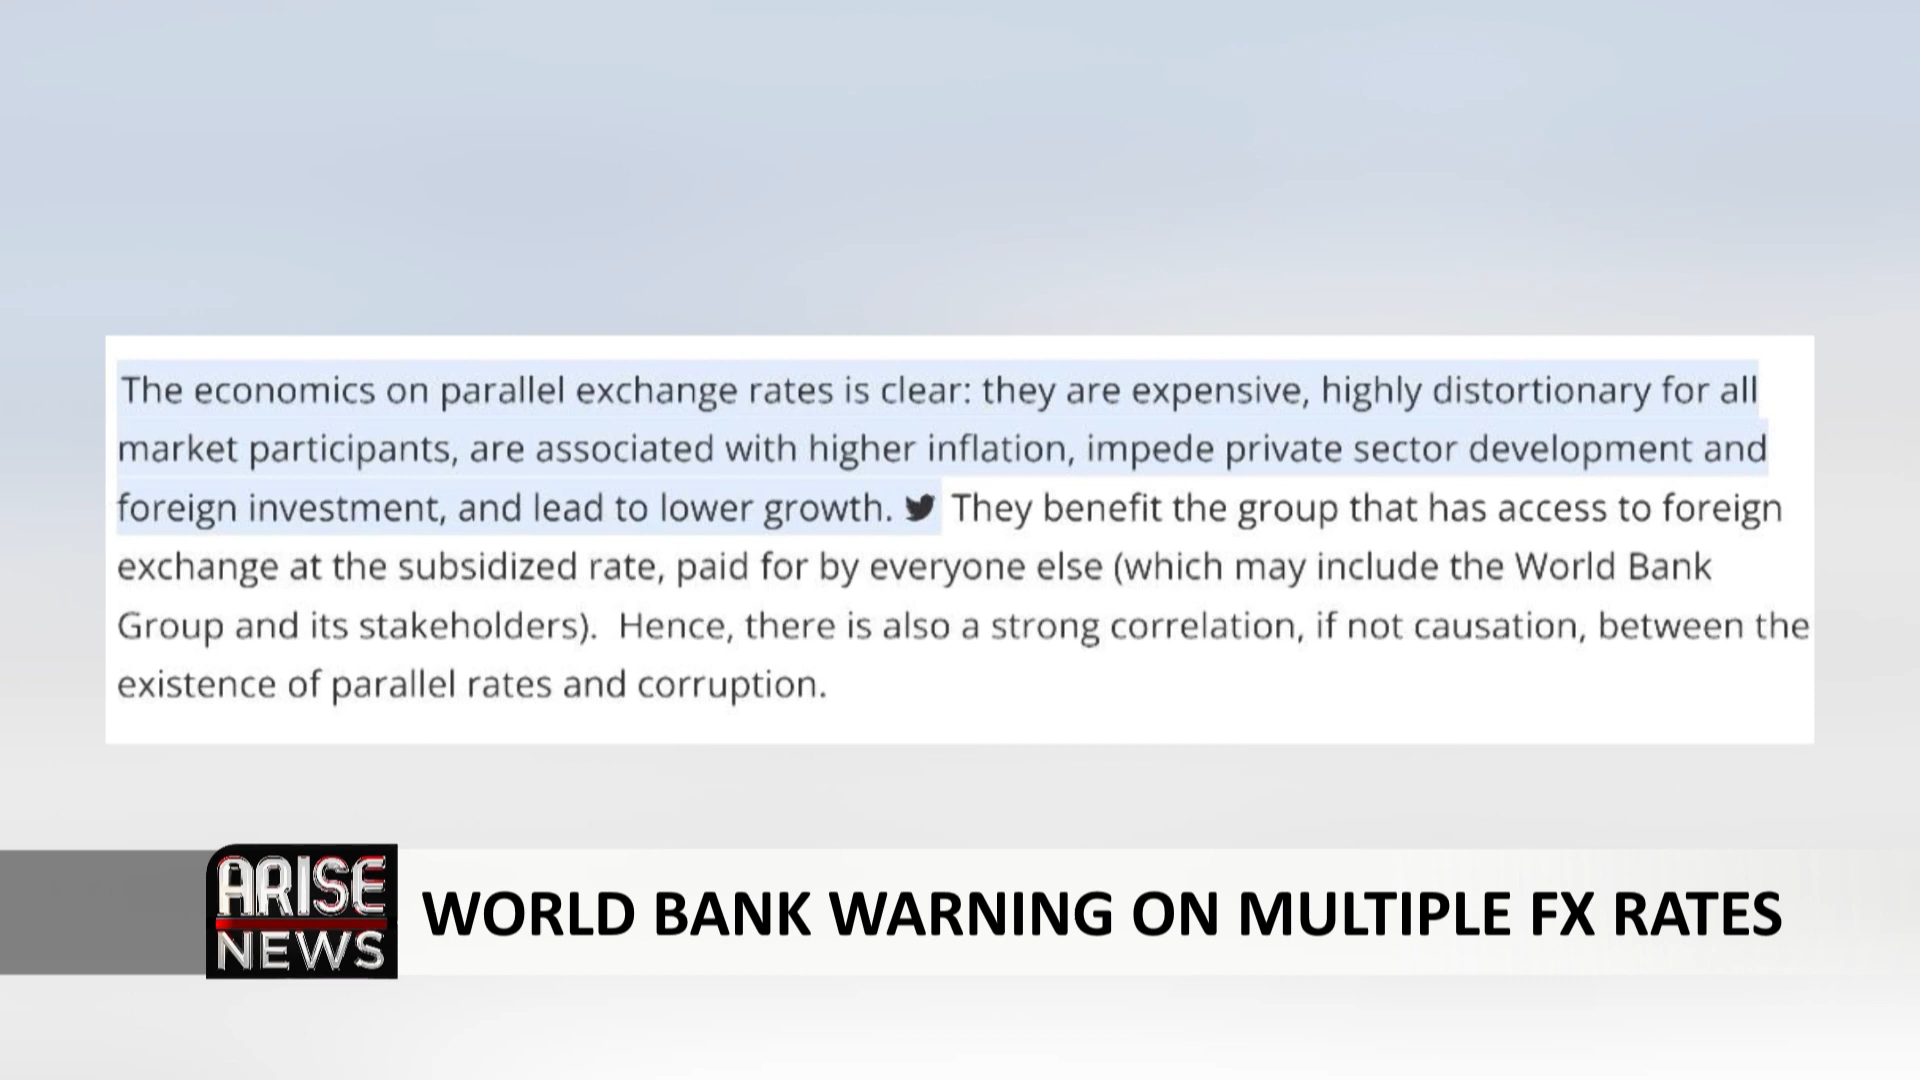 The economics on parallel exchange rates is clear: they are expensive, highly distortionary for all
market participants, are associated with higher inflation, impede private sector development and
foreign investment, and lead to lower growth. They benefit the group that has access to foreign
exchange at the subsidized rate, paid for by everyone else (which may include the World Bank
Group and its stakeholders).  Hence, there is also a strong correlation, if not causation, between the
existence of parallel rates and corruption.
ARISE
NEWS
WORLD BANK WARNING ON MULTIPLE FX RATES